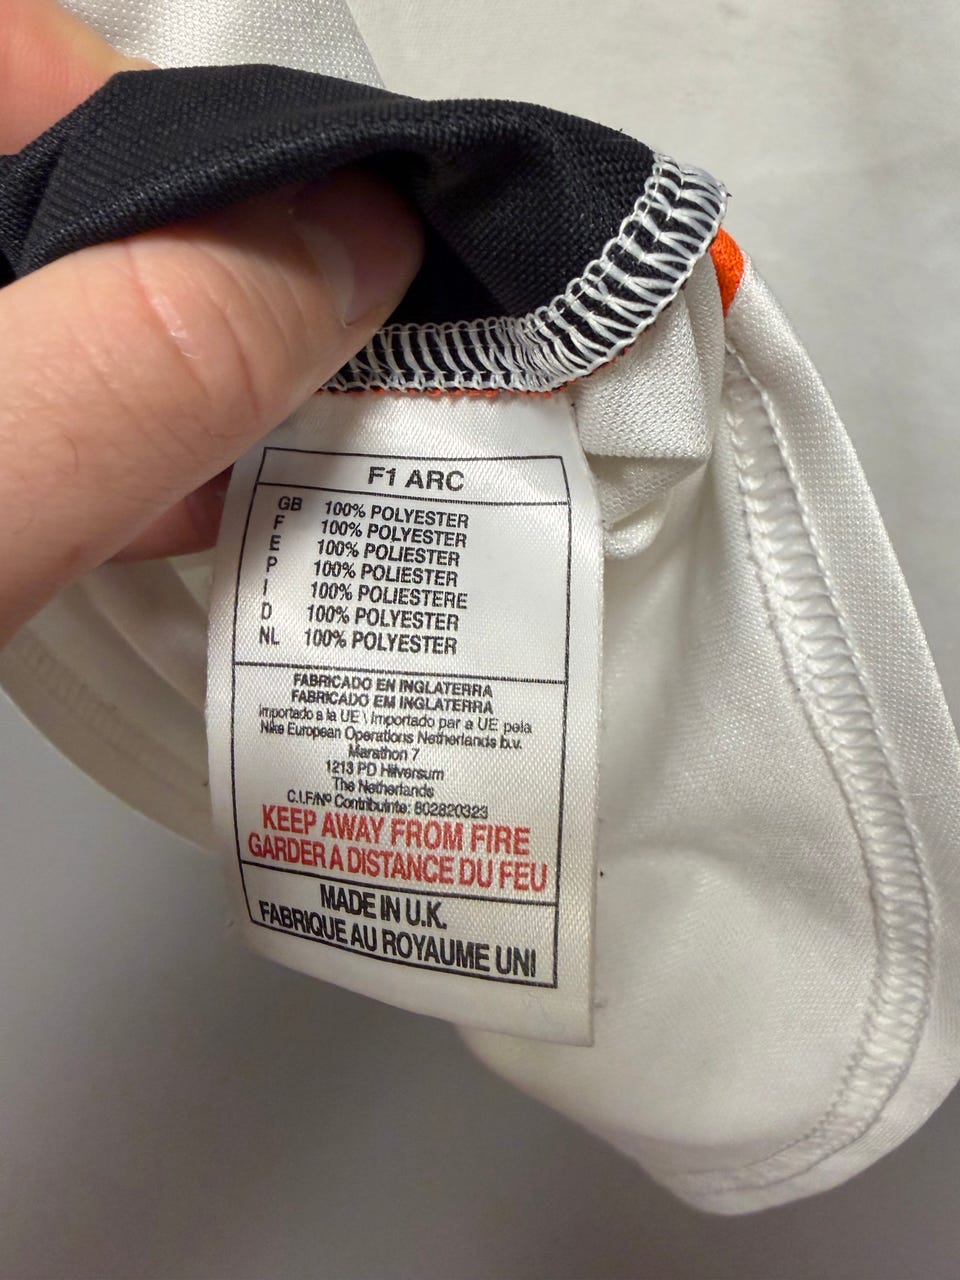 F1 ARC
GB 100% POLYESTER
F 100% POLYESTER
E 100% POLIESTER
P 100% POLIESTER
I 100% POLIESTERE
D 100% POLYESTER
NL 100% POLYESTER
FABRICADO EN INGLATERRA
FABRICADO EM INGLATERRA
Importado a la UE \ Importado par a UE pela
Nike European Operations Netherlands b.v.
Marathon 7
1213 PD Hilversum
The Netherlands
C.I.F/Nº Contribuinte: 802820323
KEEP AWAY FROM FIRE
GARDER A DISTANCE DU FEU
MADE IN U.K.
FABRIQUE AU ROYAUME UNI